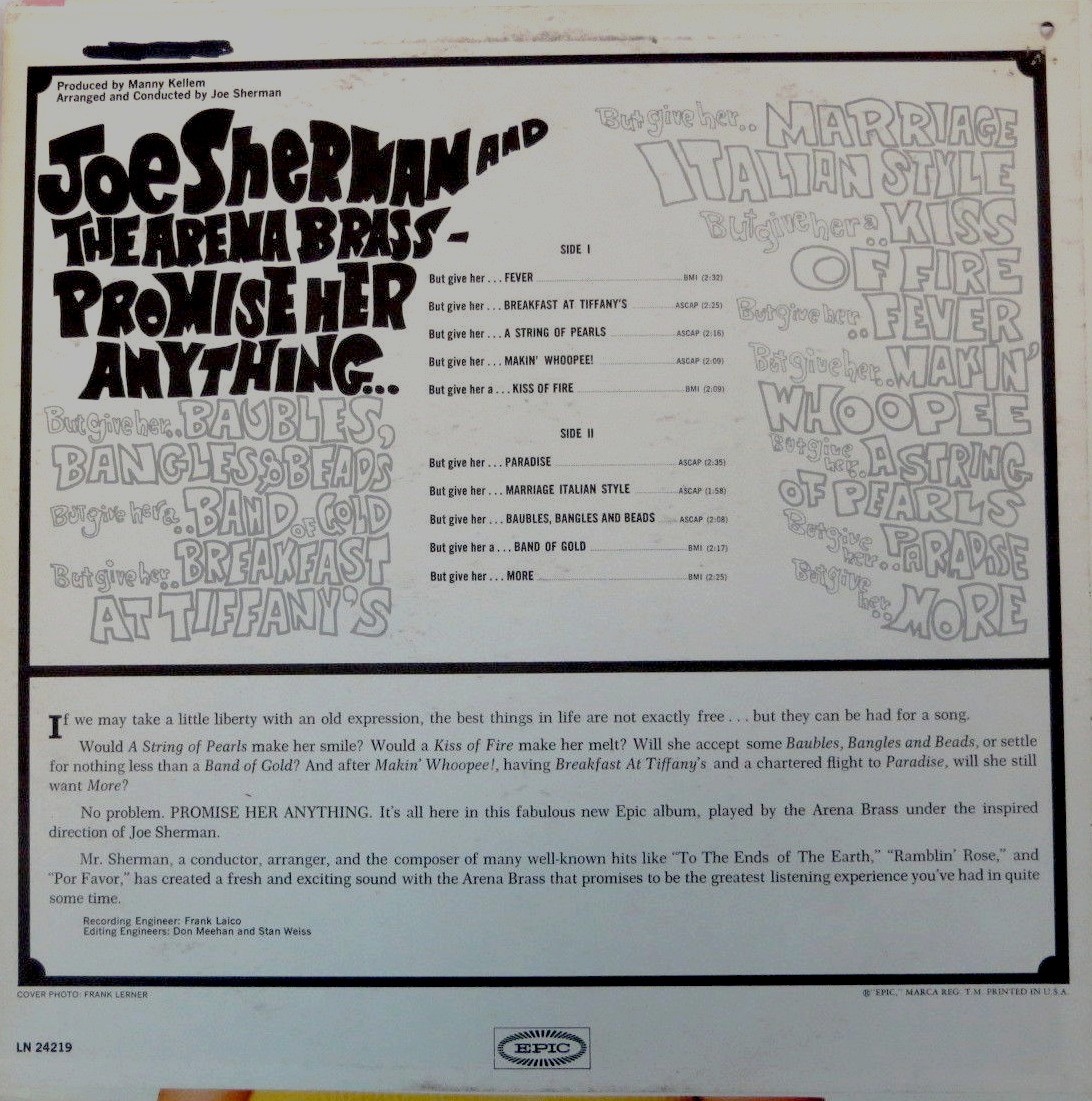 Produced by Manny Kellem
Arranged and Conducted by Joe Sherman
Joe Sherman AND
THE ARENA BRASS -
PROMISE HER
ANYTHING...
But give her.. BAUBLES,
BANGLES & BEADS
But give her a.. BAND OF GOLD
But give her.. BREAKFAST
AT TIFFANY'S
SIDE I
But give her . . . FEVER BMI (2:32)
But give her . . . BREAKFAST AT TIFFANY'S ASCAP (2:25)
But give her . . . A STRING OF PEARLS ASCAP (2:16)
But give her . . . MAKIN' WHOOPEE! ASCAP (2:09)
But give her a . . . KISS OF FIRE BMI (2:09)
SIDE II
But give her . . . PARADISE ASCAP (2:35)
But give her . . . MARRIAGE ITALIAN STYLE ASCAP (1:58)
But give her . . . BAUBLES, BANGLES AND BEADS ASCAP (2:08)
But give her a . . . BAND OF GOLD BMI (2:17)
But give her . . . MORE BMI (2:25)
But give her.. MARRIAGE
ITALIAN STYLE
But give her a.. KISS
OF FIRE
But give her.. FEVER
But give her.. MAKIN'
WHOOPEE
But give her.. A STRING
OF PEARLS
But give her.. PARADISE
But give her.. MORE
If we may take a little liberty with an old expression, the best things in life are not exactly free . . . but they can be had for a song.
Would A String of Pearls make her smile? Would a Kiss of Fire make her melt? Will she accept some Baubles, Bangles and Beads, or settle
for nothing less than a Band of Gold? And after Makin' Whoopee!, having Breakfast At Tiffany's and a chartered flight to Paradise, will she still
want More?
No problem. PROMISE HER ANYTHING. It's all here in this fabulous new Epic album, played by the Arena Brass under the inspired
direction of Joe Sherman.
Mr. Sherman, a conductor, arranger, and the composer of many well-known hits like "To The Ends of The Earth," "Ramblin' Rose," and
"Por Favor," has created a fresh and exciting sound with the Arena Brass that promises to be the greatest listening experience you've had in quite
some time.
Recording Engineer: Frank Laico
Editing Engineers: Don Meehan and Stan Weiss
COVER PHOTO: FRANK LERNER
® "EPIC," MARCA REG. T.M. PRINTED IN U.S.A.
LN 24219
EPIC